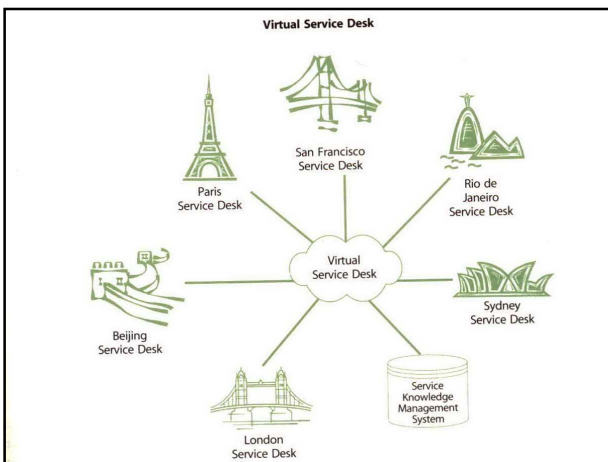 Virtual Service Desk
San Francisco
Service Desk
Paris
Service Desk
Rio de
Janeiro
Service Desk
Virtual
Service Desk
Beijing
Service Desk
Sydney
Service Desk
London
Service Desk
Service
Knowledge
Management
System